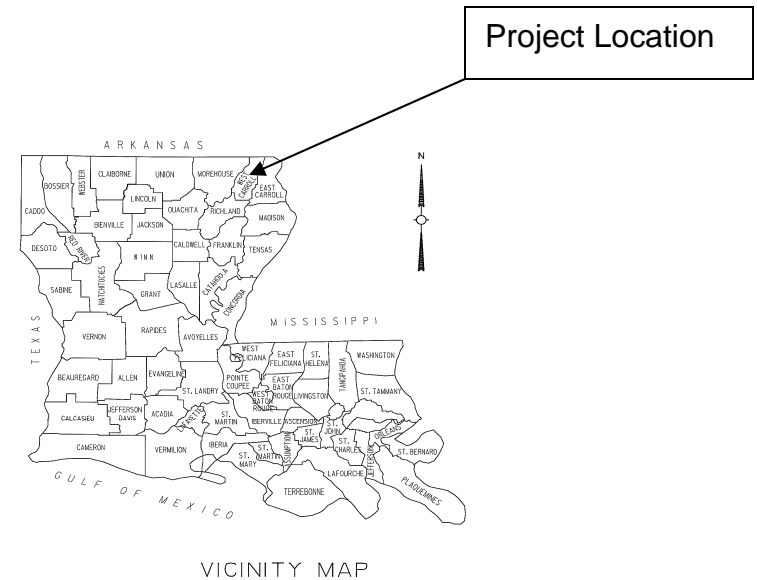 Project Location
ARKANSAS
N
CADDO
BOSSIER
WEBSTER
CLAIBORNE
UNION
MOREHOUSE
WEST
CARROLL
EAST
CARROLL
LINCOLN
OUACHITA
RICHLAND
MADISON
BIENVILLE
JACKSON
DESOTO
RED RIVER
CALDWELL
FRANKLIN
TENSAS
WINN
SABINE
NATCHITOCIES
GRANT
LASALLE
CATAHOULA
CONCORDIA
TEXAS
MISSISSIPPI
VERNON
RAPIDES
AVOYELLES
WEST
FELICIANA
EAST
FELICIANA
ST.
HELENA
TANGIPAHOA
WASHINGTON
BEAUREGARD
ALLEN
EVANGELINE
ST. LANDRY
POINTE
COUPEE
EAST
BATON
ROUGE
WEST
BATON
ROUGE
LIVINGSTON
ST. TAMMANY
CALCASIEU
JEFFERSON
DAVIS
ACADIA
LAFAYETTE
ST.
MARTIN
IBERVILLE
ASCENSION
ST.
JAMES
ST.
JOHN
ST.
CHARLES
ORLEANS
ST. BERNARD
CAMERON
VERMILION
IBERIA
ST.
MARTIN
ST.
MARY
ASSUMPTION
LAFOURCHE
JEFFERSON
PLAQUEMINES
TERREBONNE
GULF OF MEXICO
VICINITY MAP